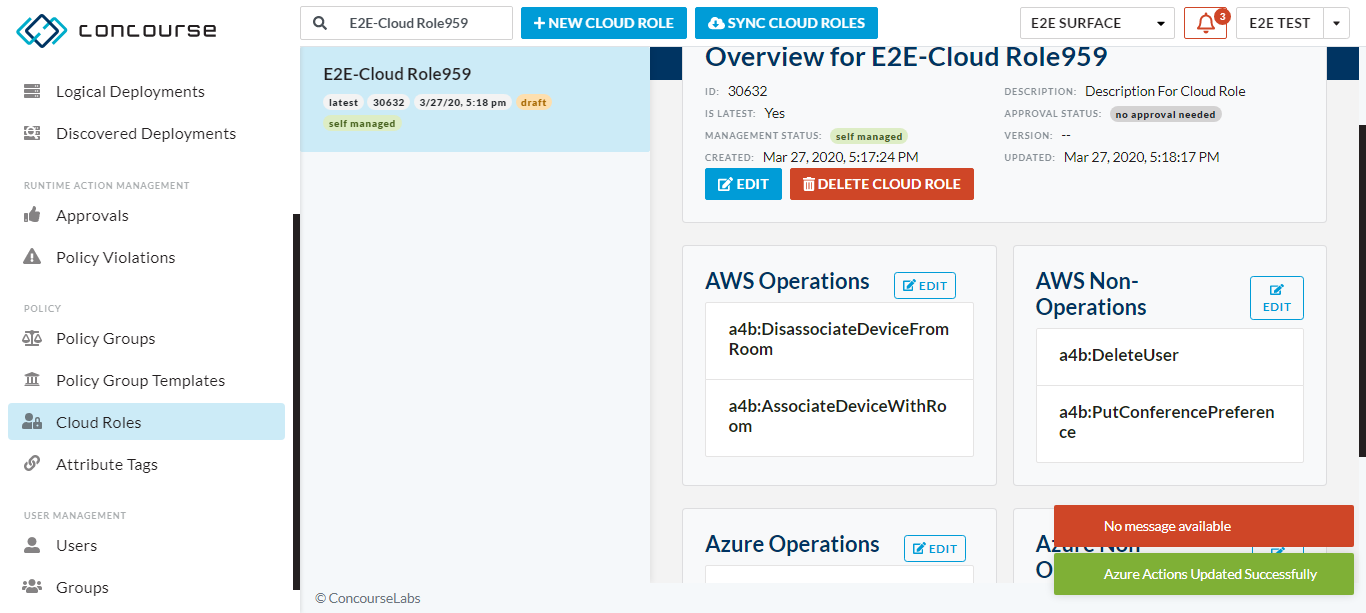 concourse
E2E-Cloud Role959
NEW CLOUD ROLE
SYNC CLOUD ROLES
E2E SURFACE
3
E2E TEST
Logical Deployments
Discovered Deployments
RUNTIME ACTION MANAGEMENT
Approvals
Policy Violations
POLICY
Policy Groups
Policy Group Templates
Cloud Roles
Attribute Tags
USER MANAGEMENT
Users
Groups
E2E-Cloud Role959
latest 30632 3/27/20, 5:18 pm draft
self managed
Overview for E2E-Cloud Role959
ID: 30632
IS LATEST: Yes
MANAGEMENT STATUS: self managed
CREATED: Mar 27, 2020, 5:17:24 PM
DESCRIPTION: Description For Cloud Role
APPROVAL STATUS: no approval needed
VERSION: --
UPDATED: Mar 27, 2020, 5:18:17 PM
EDIT
DELETE CLOUD ROLE
AWS Operations
EDIT
a4b:DisassociateDeviceFrom
Room
a4b:AssociateDeviceWithRo
om
AWS Non-
Operations
EDIT
a4b:DeleteUser
a4b:PutConferencePreferen
ce
Azure Operations
EDIT
No message available
Azure Actions Updated Successfully
© ConcourseLabs